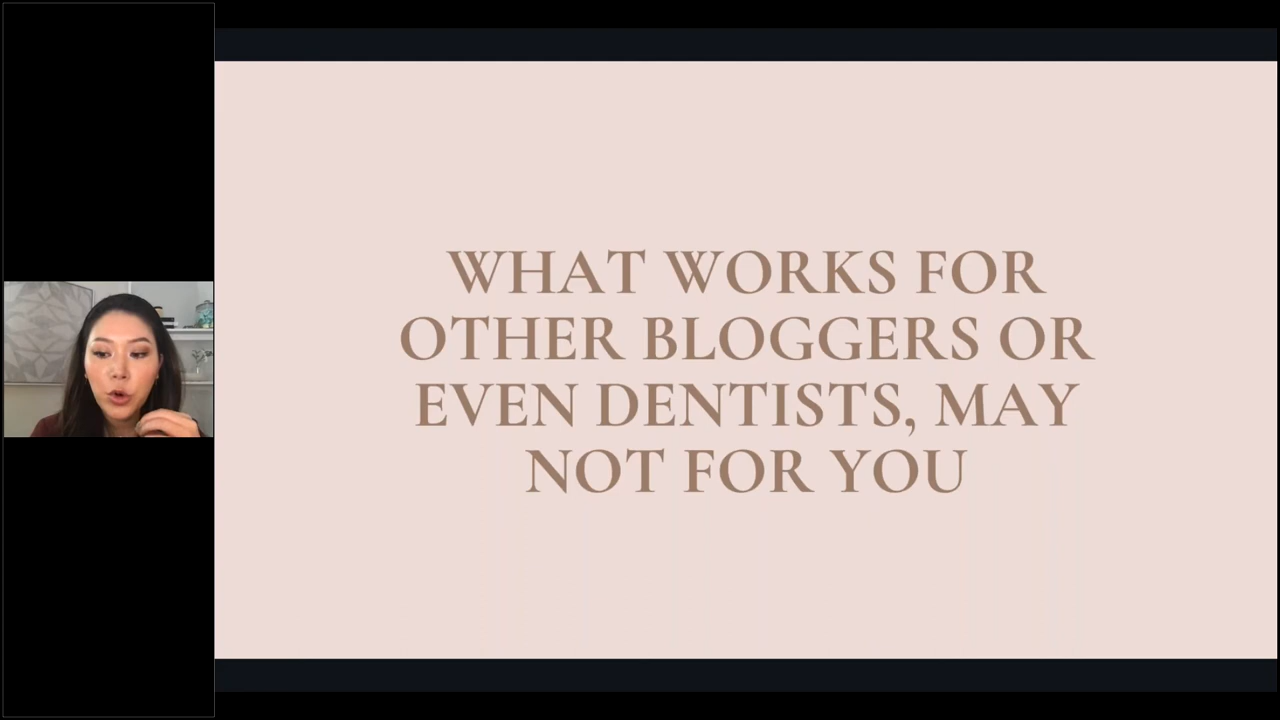 WHAT WORKS FOR
OTHER BLOGGERS OR
EVEN DENTISTS, MAY
NOT FOR YOU